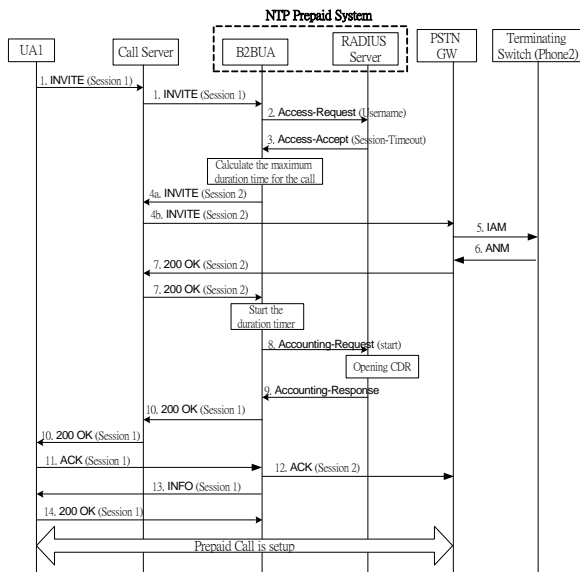 NTP Prepaid System
UA1
Call Server
B2BUA
RADIUS
Server
PSTN
GW
Terminating
Switch (Phone2)
1. INVITE (Session 1)
1. INVITE (Session 1)
2. Access-Request (Username)
3. Access-Accept (Session-Timeout)
Calculate the maximum
duration time for the call
4a. INVITE (Session 2)
4b. INVITE (Session 2)
5. IAM
6. ANM
7. 200 OK (Session 2)
7. 200 OK (Session 2)
Start the
duration timer
8. Accounting-Request (start)
Opening CDR
9. Accounting-Response
10. 200 OK (Session 1)
10. 200 OK (Session 1)
11. ACK (Session 1)
12. ACK (Session 2)
13. INFO (Session 1)
14. 200 OK (Session 1)
Prepaid Call is setup